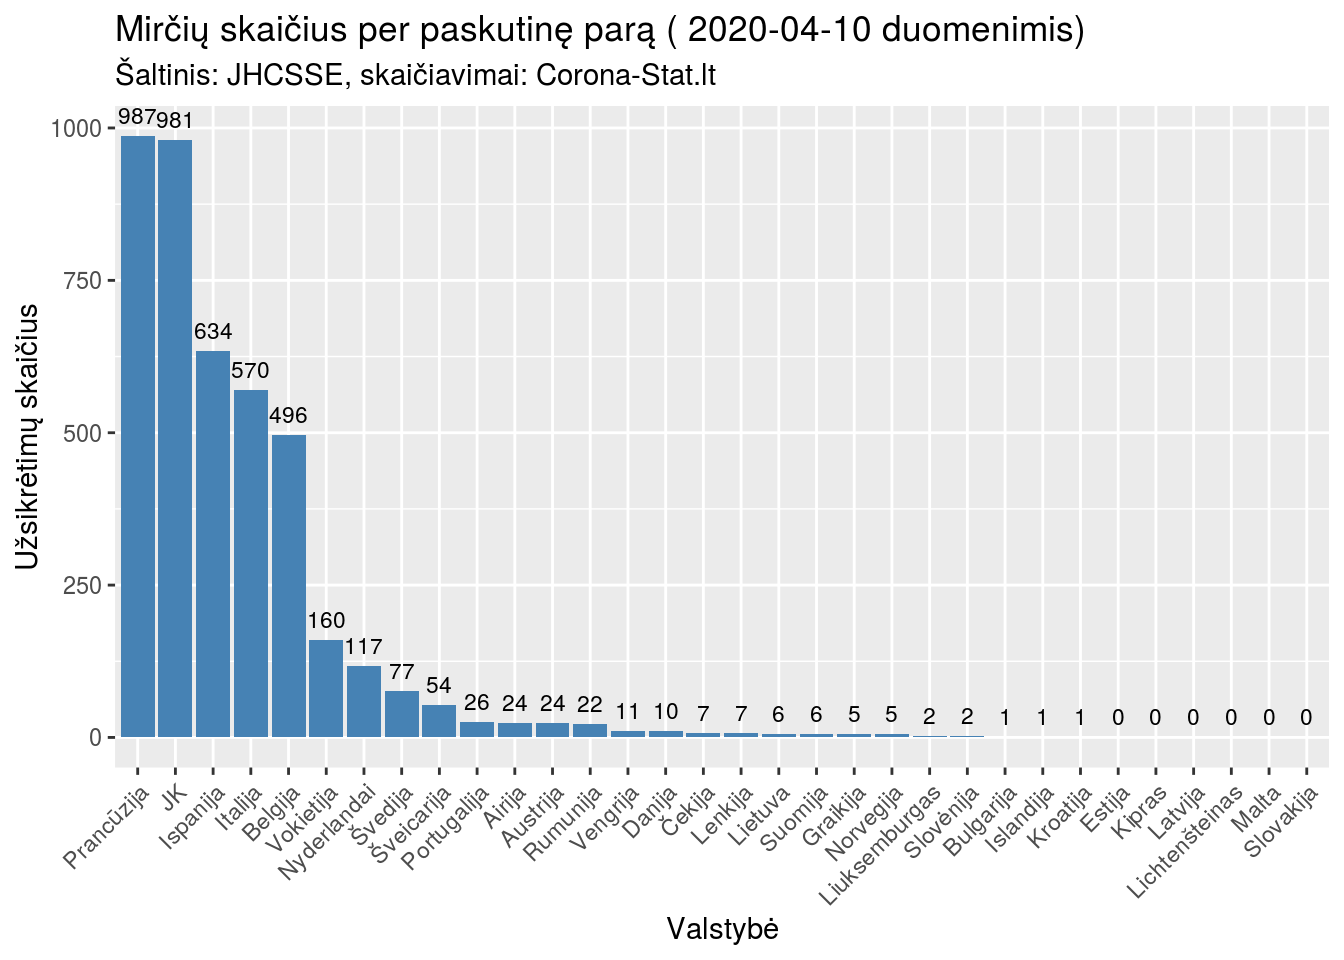 Mirčių skaičius per paskutinę parą ( 2020-04-10 duomenimis)
Šaltinis: JHCSSE, skaičiavimai: Corona-Stat.lt
Užsikrėtimų skaičius
1000
750
500
250
0
987
981
634
570
496
160
117
77
54
26
24
24
22
11
10
7
7
6
6
5
5
2
2
1
1
1
0
0
0
0
0
0
Prancūzija
JK
Ispanija
Italija
Belgija
Vokietija
Nyderlandai
Švedija
Šveicarija
Portugalija
Airija
Austrija
Rumunija
Vengrija
Danija
Čekija
Lenkija
Lietuva
Suomija
Graikija
Norvegija
Liuksemburgas
Slovėnija
Bulgarija
Islandija
Kroatija
Estija
Kipras
Latvija
Lichtenšteinas
Malta
Slovakija
Valstybė